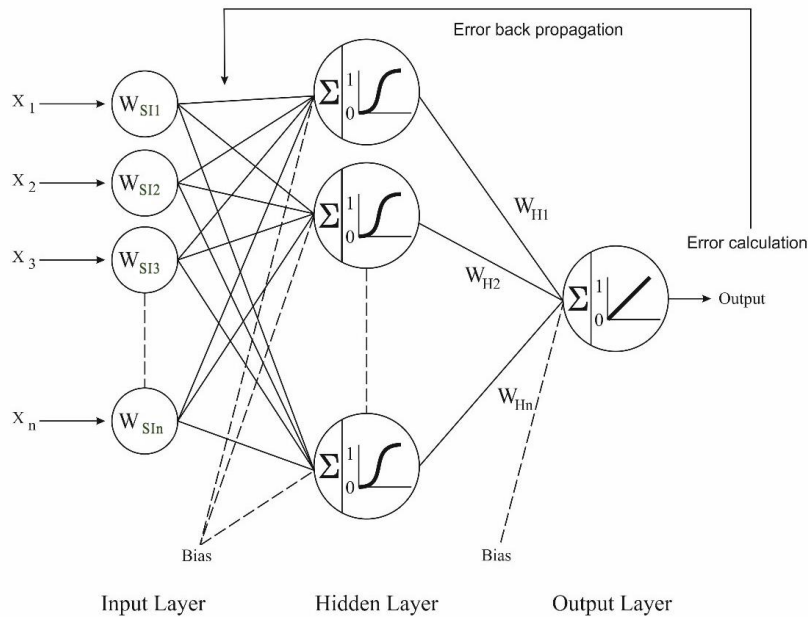 Error back propagation
X 1
W SI1
Σ
1
0
X 2
W SI2
Σ
1
0
W H1
X 3
W SI3
W H2
Error calculation
Σ
1
0
Output
X n
W SIn
W Hn
Σ
1
0
Bias
Bias
Input Layer
Hidden Layer
Output Layer